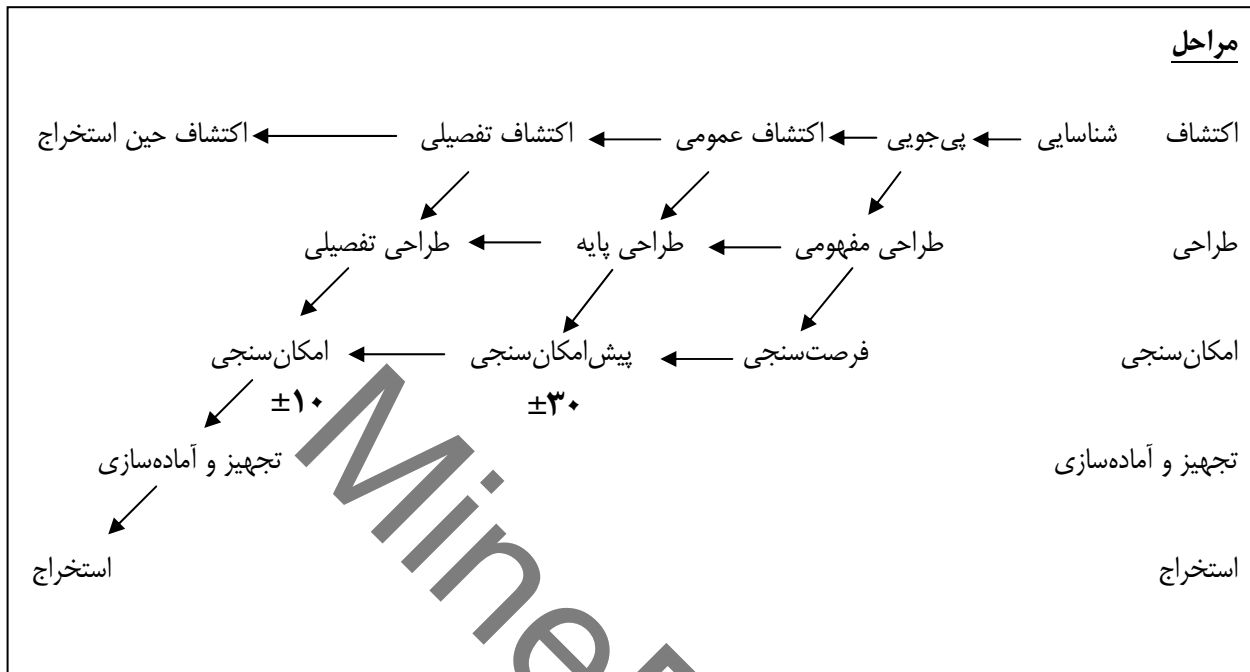 مراحل
اکتشاف شناسایی پی‌جویی اکتشاف عمومی اکتشاف تفصیلی اکتشاف حین استخراج
طراحی طراحی مفهومی طراحی پایه طراحی تفصیلی
امکان‌سنجی فرصت‌سنجی پیش‌امکان‌سنجی امکان‌سنجی
±۳۰ ±۱۰
تجهیز و آماده‌سازی تجهیز و آماده‌سازی
استخراج استخراج